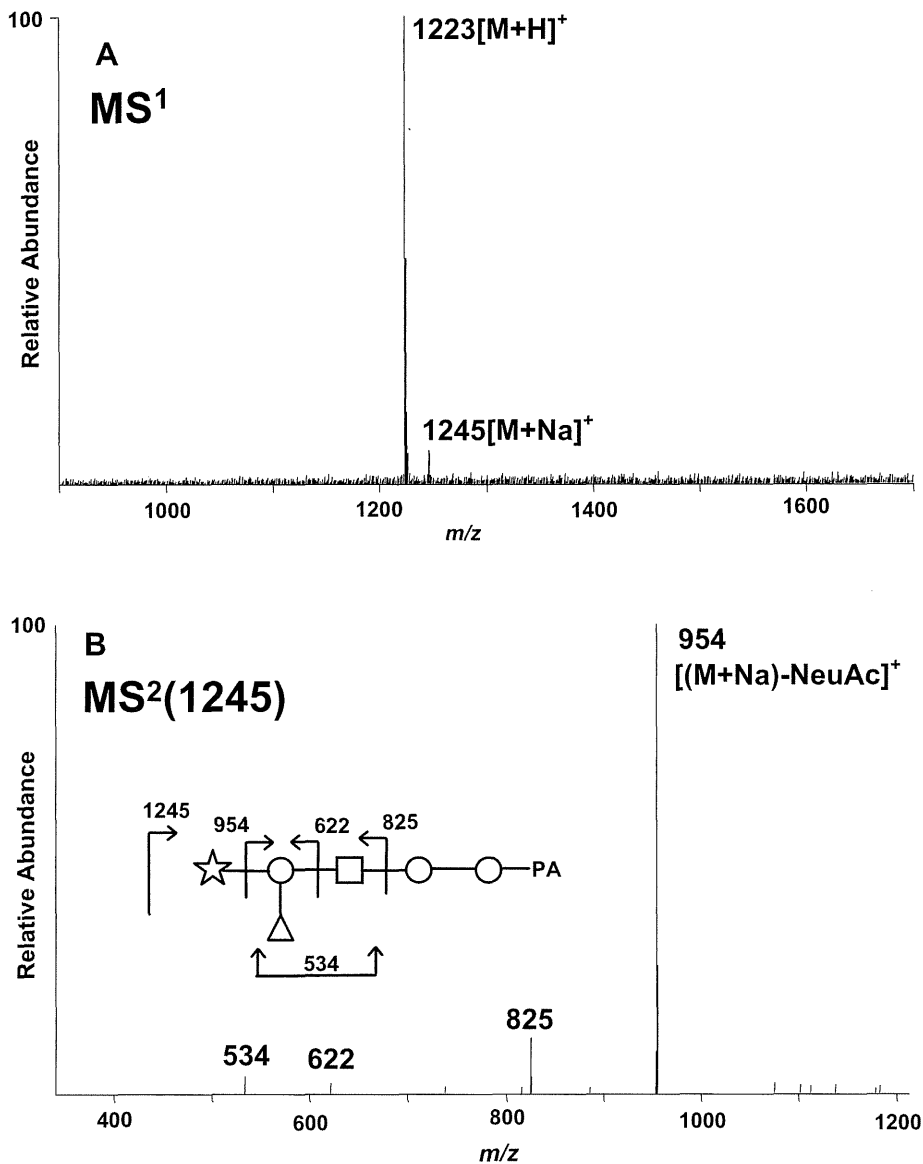 100
A
MS¹
1223[M+H]⁺
1245[M+Na]⁺
Relative Abundance
1000
1200
1400
1600
m/z
100
B
MS²(1245)
954
[(M+Na)-NeuAc]⁺
1245
954
622
825
PA
534
825
534
622
Relative Abundance
400
600
800
1000
1200
m/z